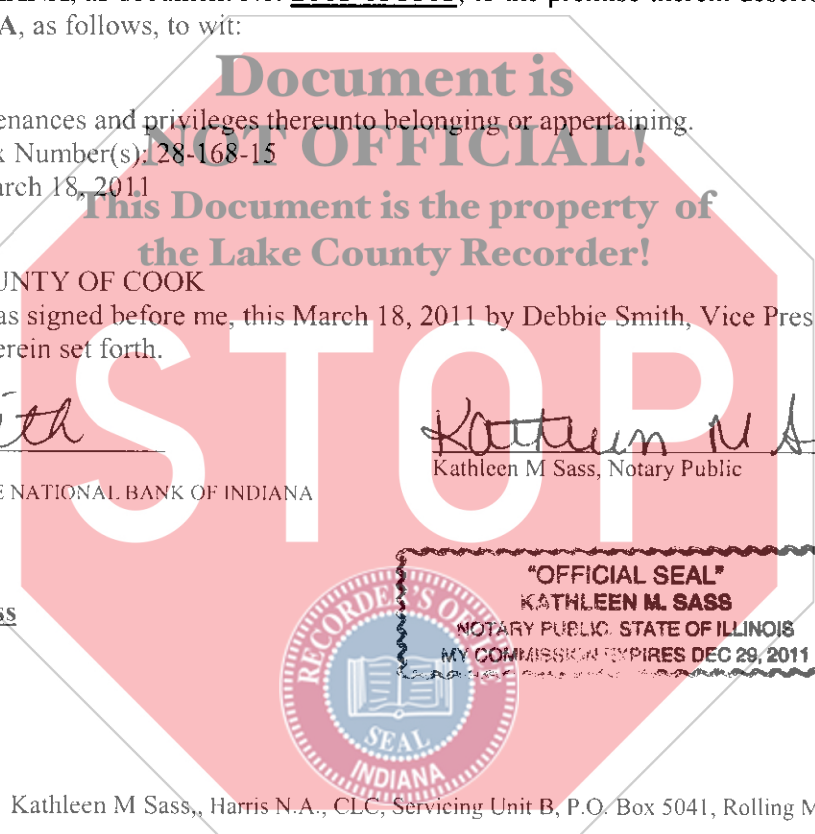 A, as follows, to wit:
Document is
enances and privileges thereunto belonging or appertaining.
NOT OFFICIAL!
x Number(s): 28-168-15
arch 18, 2011
This Document is the property of
the Lake County Recorder!
UNTY OF COOK
as signed before me, this March 18, 2011 by Debbie Smith, Vice Pres
erein set forth.
STOP
ith
Kathleen M S
Kathleen M Sass, Notary Public
E NATIONAL BANK OF INDIANA
"OFFICIAL SEAL"
KATHLEEN M. SASS
NOTARY PUBLIC, STATE OF ILLINOIS
MY COMMISSION EXPIRES DEC 29, 2011
ss
RECORDER'S OFFICE
SEAL
INDIANA
Kathleen M Sass,, Harris N.A., CLC, Servicing Unit B, P.O. Box 5041, Rolling M